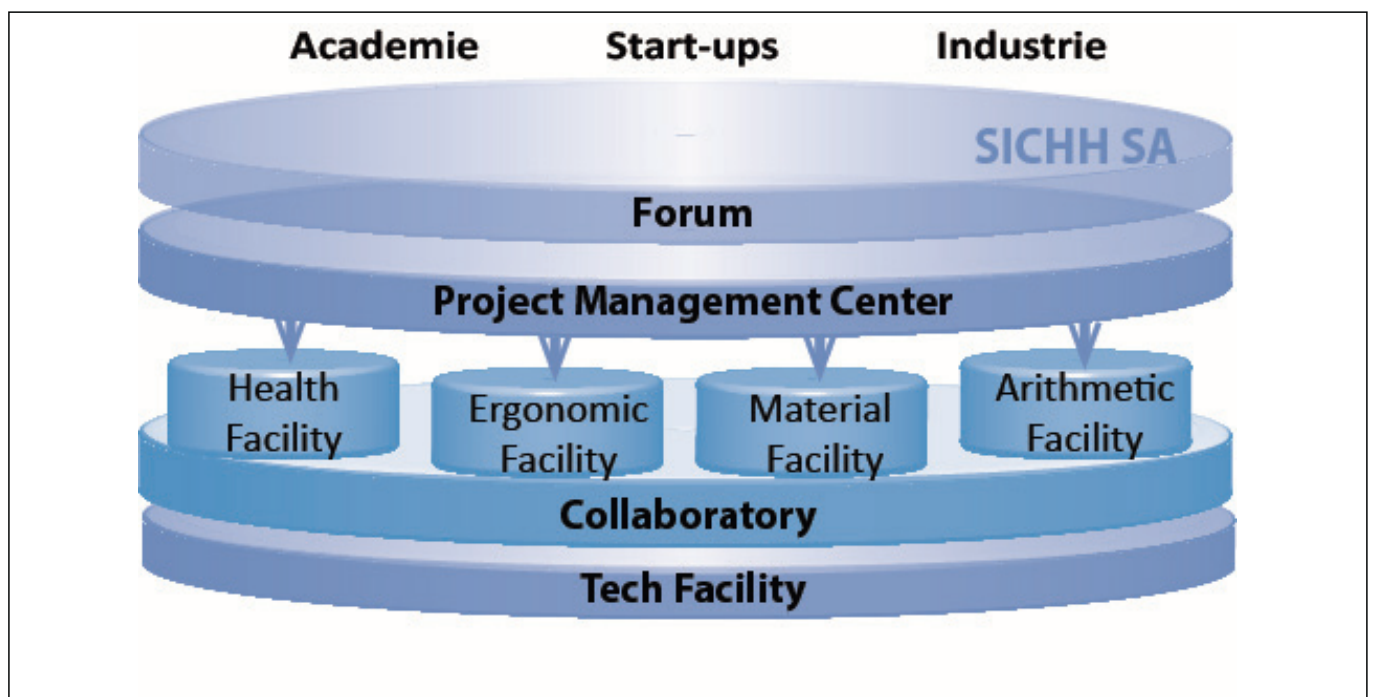 Academie Start-ups Industrie
SICHH SA
Forum
Project Management Center
Health
Facility
Ergonomic
Facility
Material
Facility
Arithmetic
Facility
Collaboratory
Tech Facility